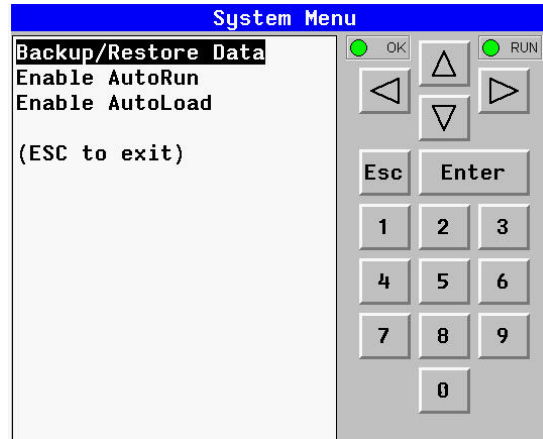 System Menu
Backup/Restore Data
Enable AutoRun
Enable AutoLoad
(ESC to exit)
OK
RUN
Esc
Enter
1 2 3
4 5 6
7 8 9
0